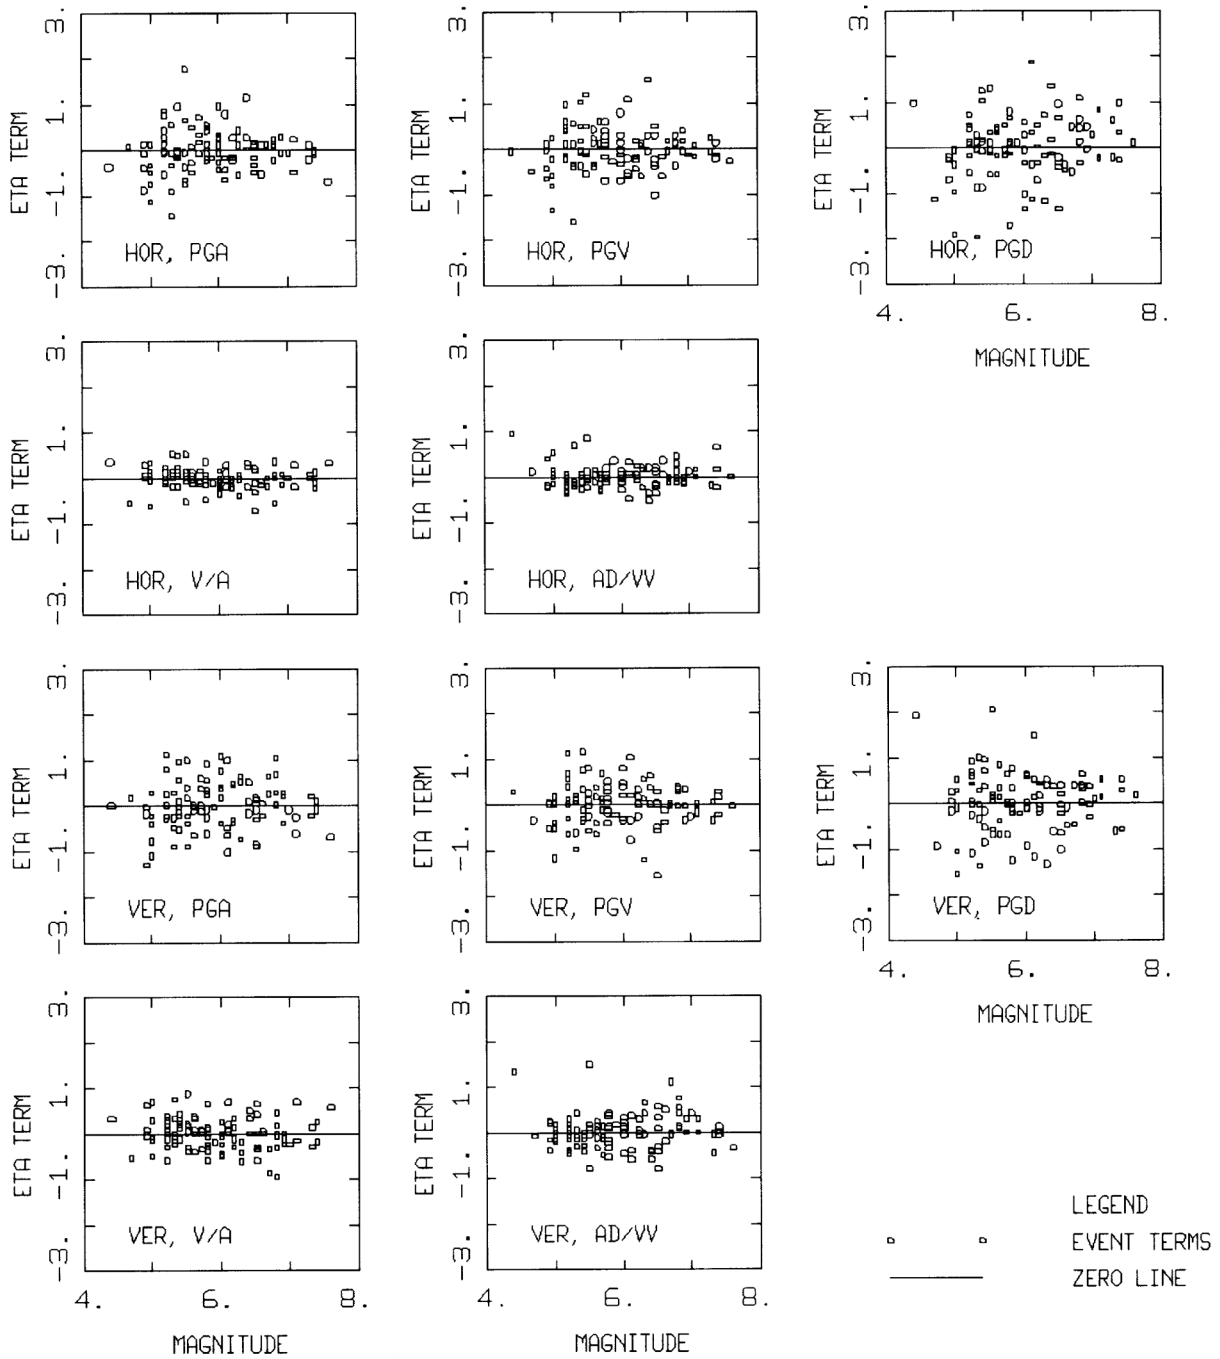 3.
1.
-1.
-3.
ETA TERM
HOR, PGA
3.
1.
-1.
-3.
ETA TERM
HOR, PGV
3.
1.
-1.
-3.
ETA TERM
HOR, PGD
4. 6. 8.
MAGNITUDE
3.
1.
-1.
-3.
ETA TERM
HOR, V/A
3.
1.
-1.
-3.
ETA TERM
HOR, AD/VV
3.
1.
-1.
-3.
ETA TERM
VER, PGA
3.
1.
-1.
-3.
ETA TERM
VER, PGV
3.
1.
-1.
-3.
ETA TERM
VER, PGD
4. 6. 8.
MAGNITUDE
3.
1.
-1.
-3.
ETA TERM
VER, V/A
4. 6. 8.
MAGNITUDE
3.
1.
-1.
-3.
ETA TERM
VER, AD/VV
4. 6. 8.
MAGNITUDE
LEGEND
EVENT TERMS
ZERO LINE